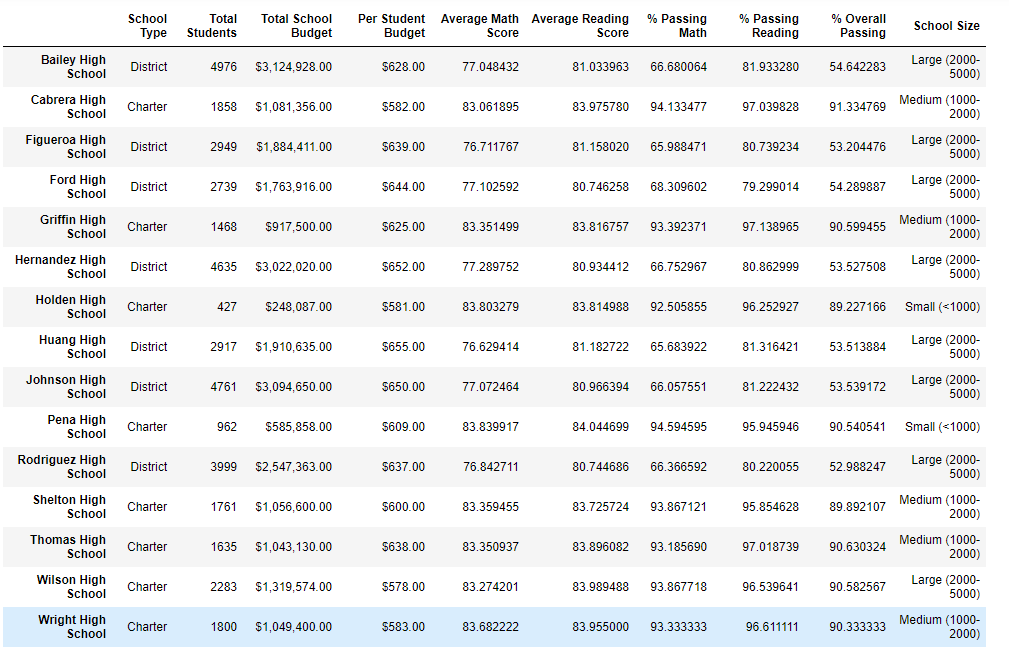 School Type Total Students Total School Budget Per Student Budget Average Math Score Average Reading Score % Passing Math % Passing Reading % Overall Passing School Size
Bailey High School District 4976 $3,124,928.00 $628.00 77.048432 81.033963 66.680064 81.933280 54.642283 Large (2000-5000)
Cabrera High School Charter 1858 $1,081,356.00 $582.00 83.061895 83.975780 94.133477 97.039828 91.334769 Medium (1000-2000)
Figueroa High School District 2949 $1,884,411.00 $639.00 76.711767 81.158020 65.988471 80.739234 53.204476 Large (2000-5000)
Ford High School District 2739 $1,763,916.00 $644.00 77.102592 80.746258 68.309602 79.299014 54.289887 Large (2000-5000)
Griffin High School Charter 1468 $917,500.00 $625.00 83.351499 83.816757 93.392371 97.138965 90.599455 Medium (1000-2000)
Hernandez High School District 4635 $3,022,020.00 $652.00 77.289752 80.934412 66.752967 80.862999 53.527508 Large (2000-5000)
Holden High School Charter 427 $248,087.00 $581.00 83.803279 83.814988 92.505855 96.252927 89.227166 Small (<1000)
Huang High School District 2917 $1,910,635.00 $655.00 76.629414 81.182722 65.683922 81.316421 53.513884 Large (2000-5000)
Johnson High School District 4761 $3,094,650.00 $650.00 77.072464 80.966394 66.057551 81.222432 53.539172 Large (2000-5000)
Pena High School Charter 962 $585,858.00 $609.00 83.839917 84.044699 94.594595 95.945946 90.540541 Small (<1000)
Rodriguez High School District 3999 $2,547,363.00 $637.00 76.842711 80.744686 66.366592 80.220055 52.988247 Large (2000-5000)
Shelton High School Charter 1761 $1,056,600.00 $600.00 83.359455 83.725724 93.867121 95.854628 89.892107 Medium (1000-2000)
Thomas High School Charter 1635 $1,043,130.00 $638.00 83.350937 83.896082 93.185690 97.018739 90.630324 Medium (1000-2000)
Wilson High School Charter 2283 $1,319,574.00 $578.00 83.274201 83.989488 93.867718 96.539641 90.582567 Large (2000-5000)
Wright High School Charter 1800 $1,049,400.00 $583.00 83.682222 83.955000 93.333333 96.611111 90.333333 Medium (1000-2000)